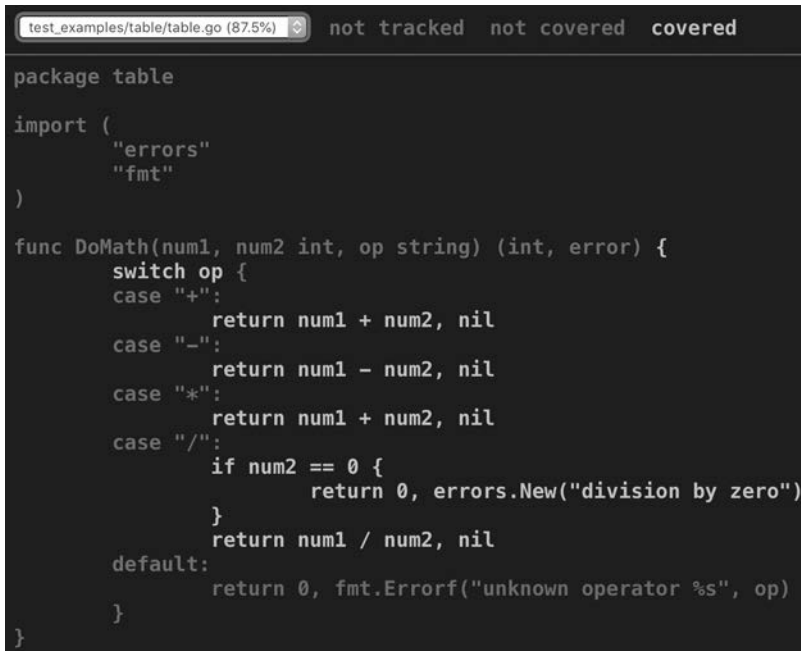 test_examples/table/table.go (87.5%) not tracked not covered covered
package table
import (
"errors"
"fmt"
)
func DoMath(num1, num2 int, op string) (int, error) {
switch op {
case "+":
return num1 + num2, nil
case "-":
return num1 - num2, nil
case "*":
return num1 + num2, nil
case "/":
if num2 == 0 {
return 0, errors.New("division by zero")
}
return num1 / num2, nil
default:
return 0, fmt.Errorf("unknown operator %s", op)
}
}